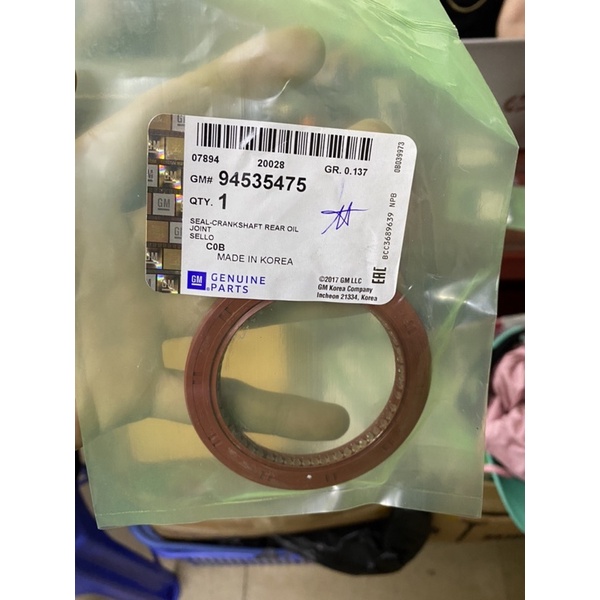 07894 20028 GR. 0.137
GM# 94535475
QTY. 1
SEAL-CRANKSHAFT REAR OIL
JOINT
SELLO
C0B
MADE IN KOREA
GM GENUINE
PARTS
©2017 GM LLC
GM Korea Company
Incheon 21334, Korea
EAC
BCC3689639 NPB
0B039973